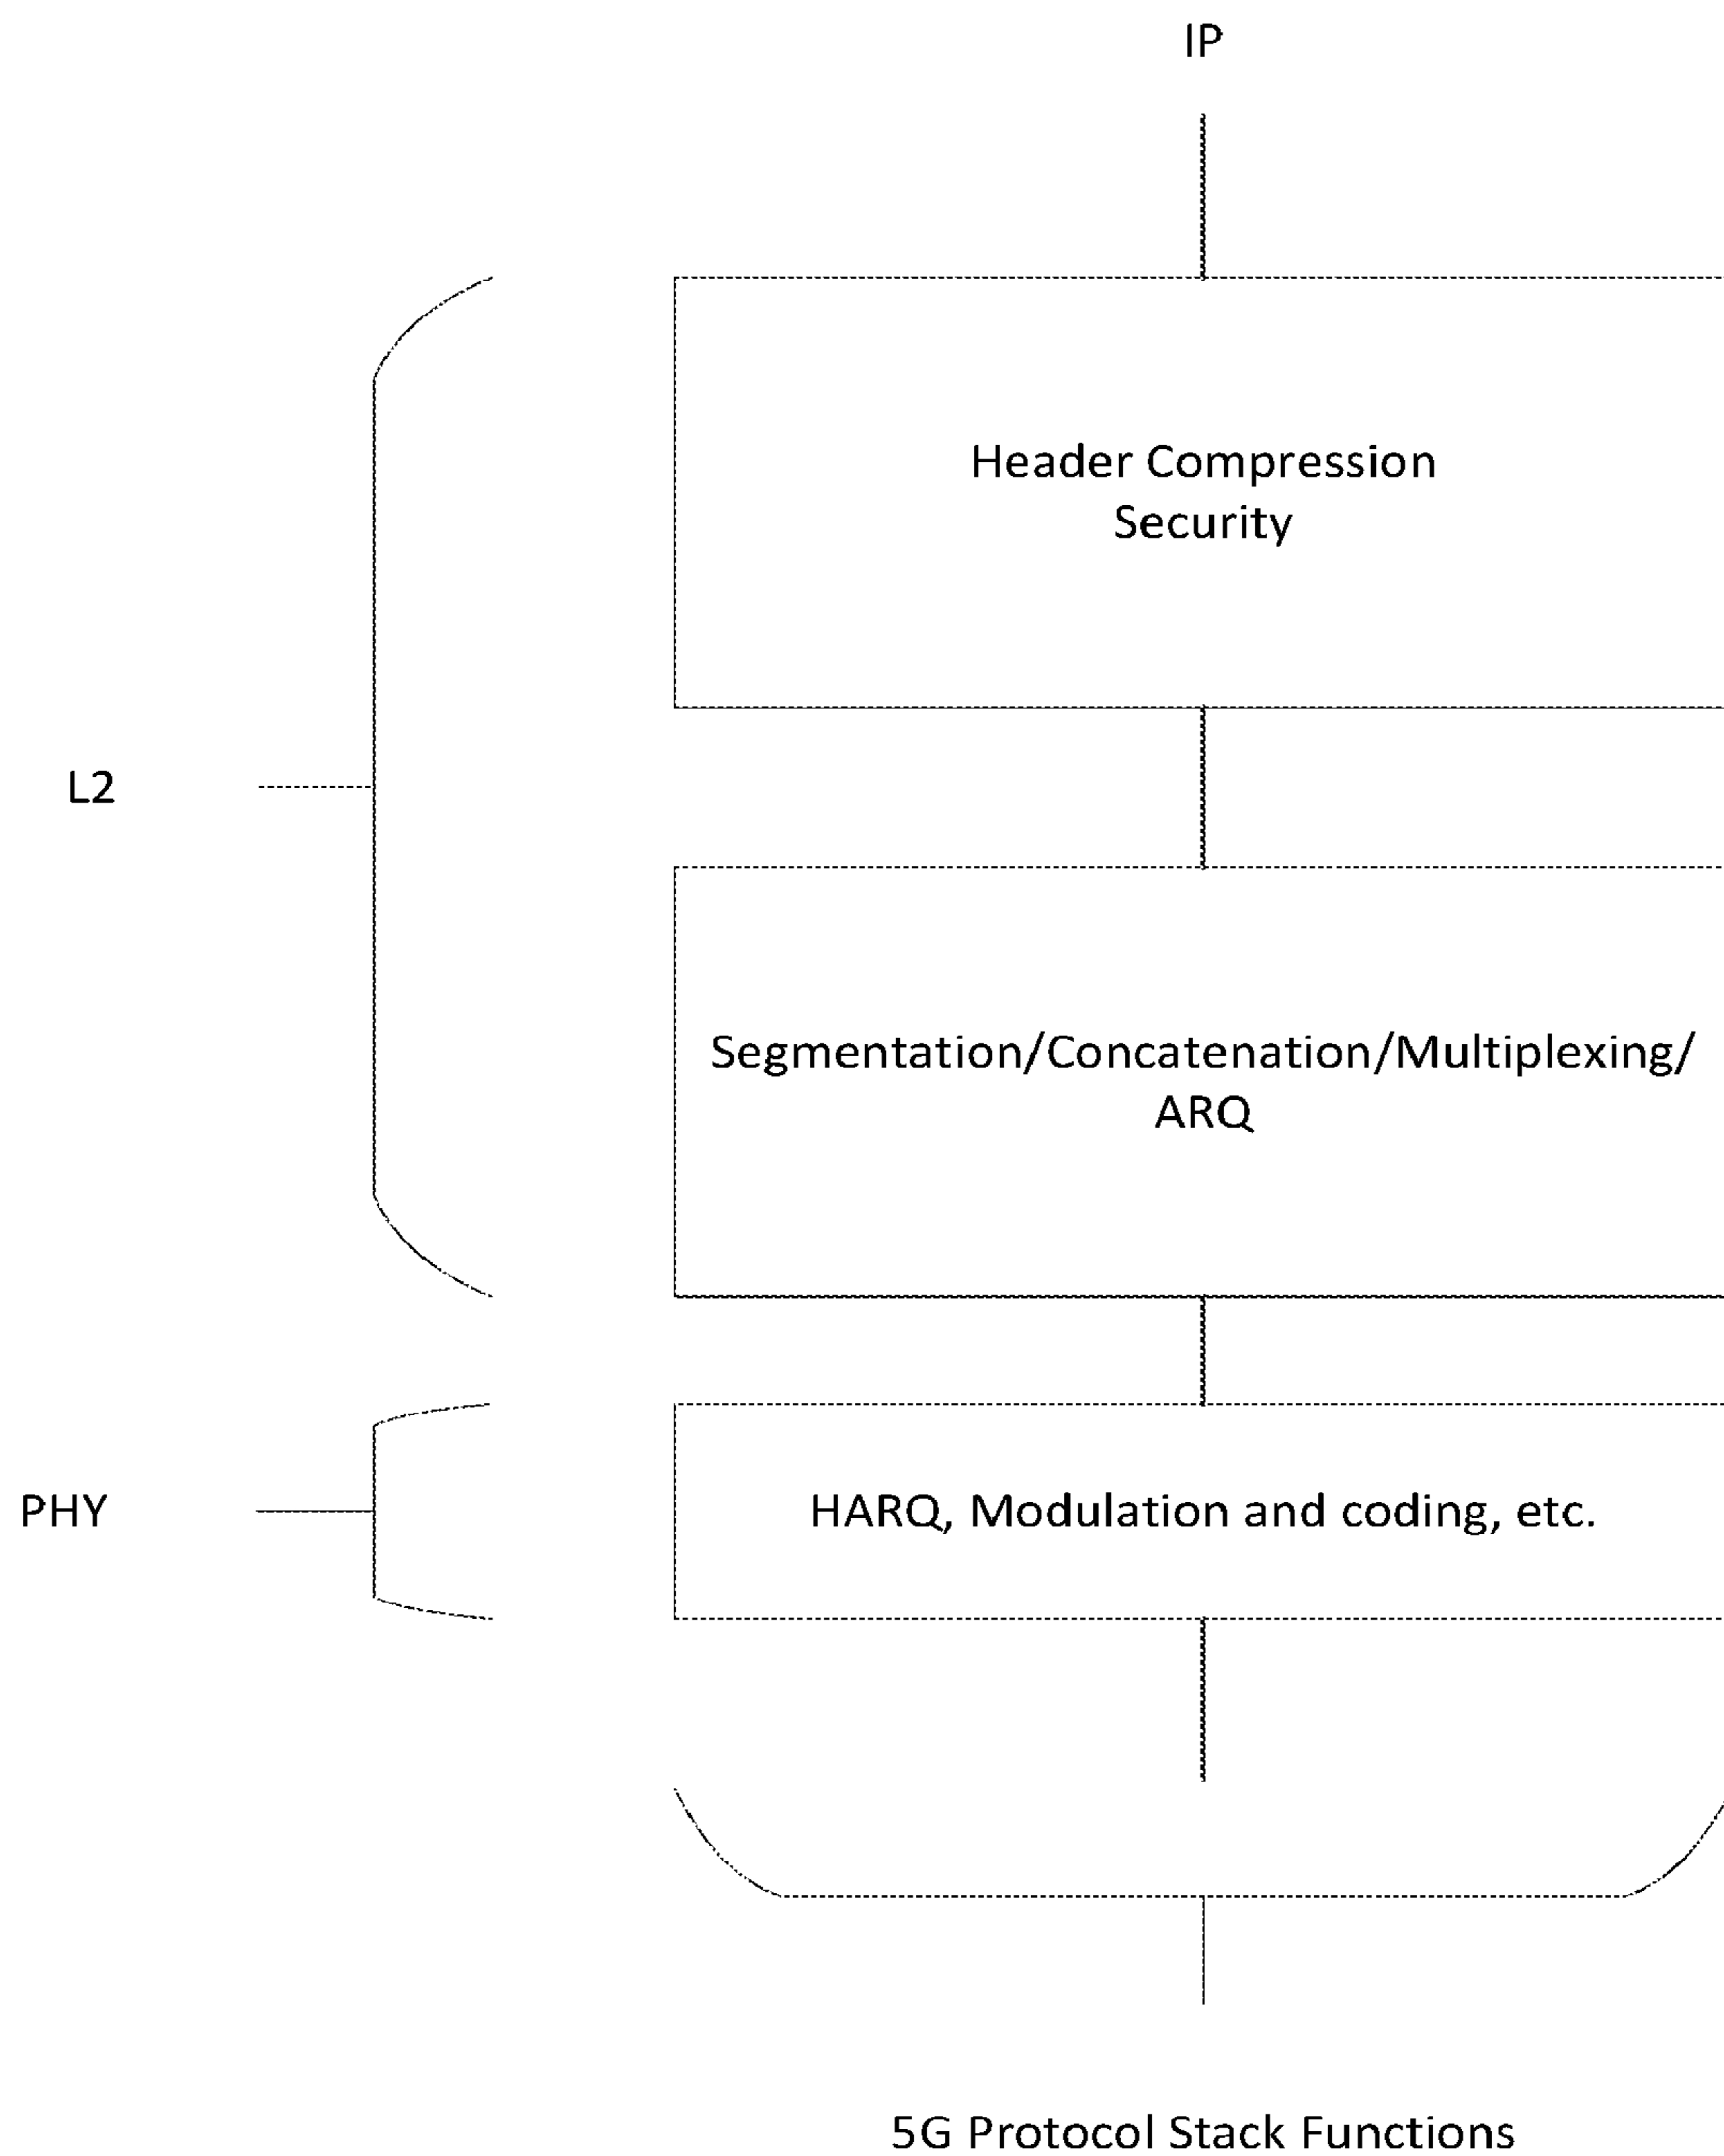 IP
Header Compression
Security
L2
Segmentation/Concatenation/Multiplexing/
ARQ
PHY
HARQ, Modulation and coding, etc.
5G Protocol Stack Functions